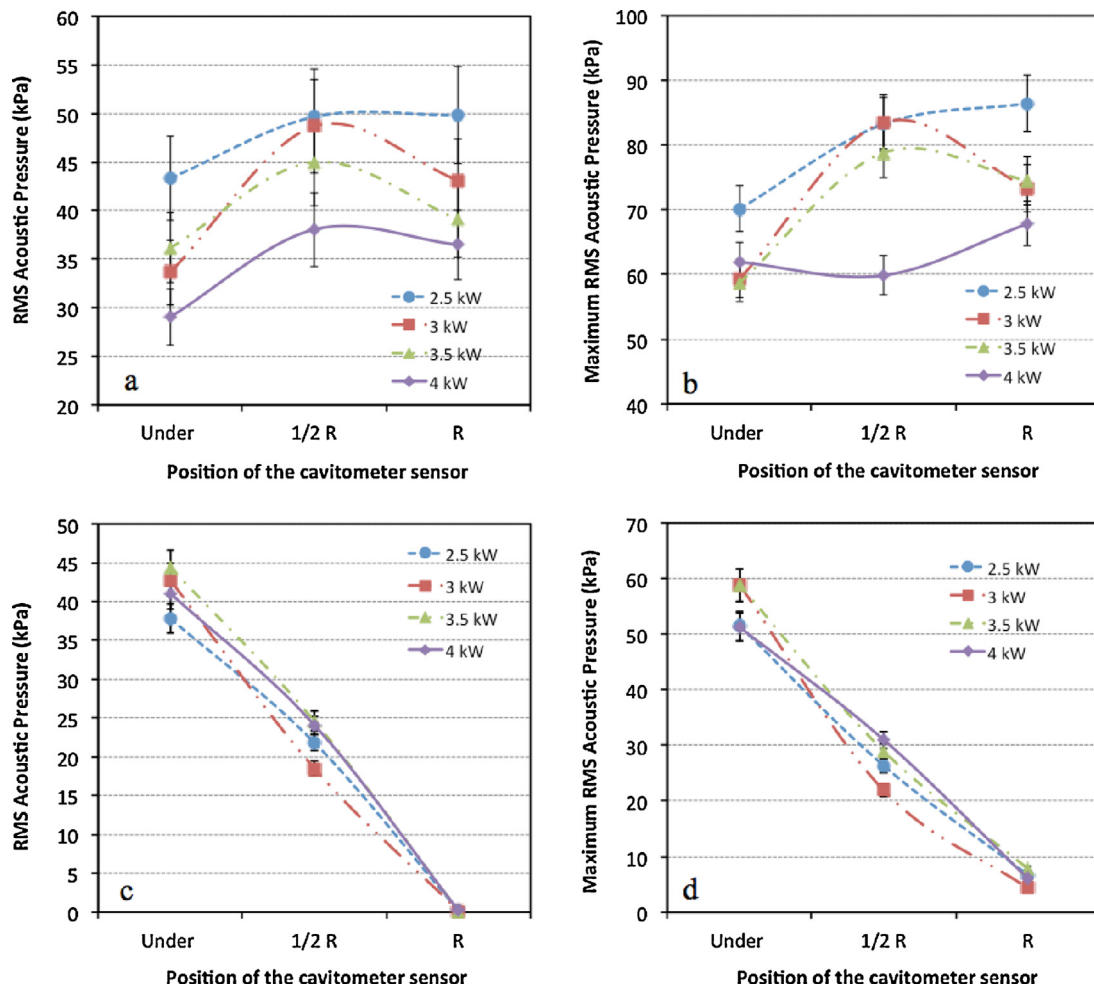 RMS Acoustic Pressure (kPa)
60
55
50
45
40
35
30
25
20
a
2.5 kW
3 kW
3.5 kW
4 kW
Under
1/2 R
R
Position of the cavitometer sensor
Maximum RMS Acoustic Pressure (kPa)
100
90
80
70
60
50
40
b
2.5 kW
3 kW
3.5 kW
4 kW
Under
1/2 R
R
Position of the cavitometer sensor
RMS Acoustic Pressure (kPa)
50
45
40
35
30
25
20
15
10
5
0
c
2.5 kW
3 kW
3.5 kW
4 kW
Under
1/2 R
R
Position of the cavitometer sensor
Maximum RMS Acoustic Pressure (kPa)
70
60
50
40
30
20
10
0
d
2.5 kW
3 kW
3.5 kW
4 kW
Under
1/2 R
R
Position of the cavitometer sensor